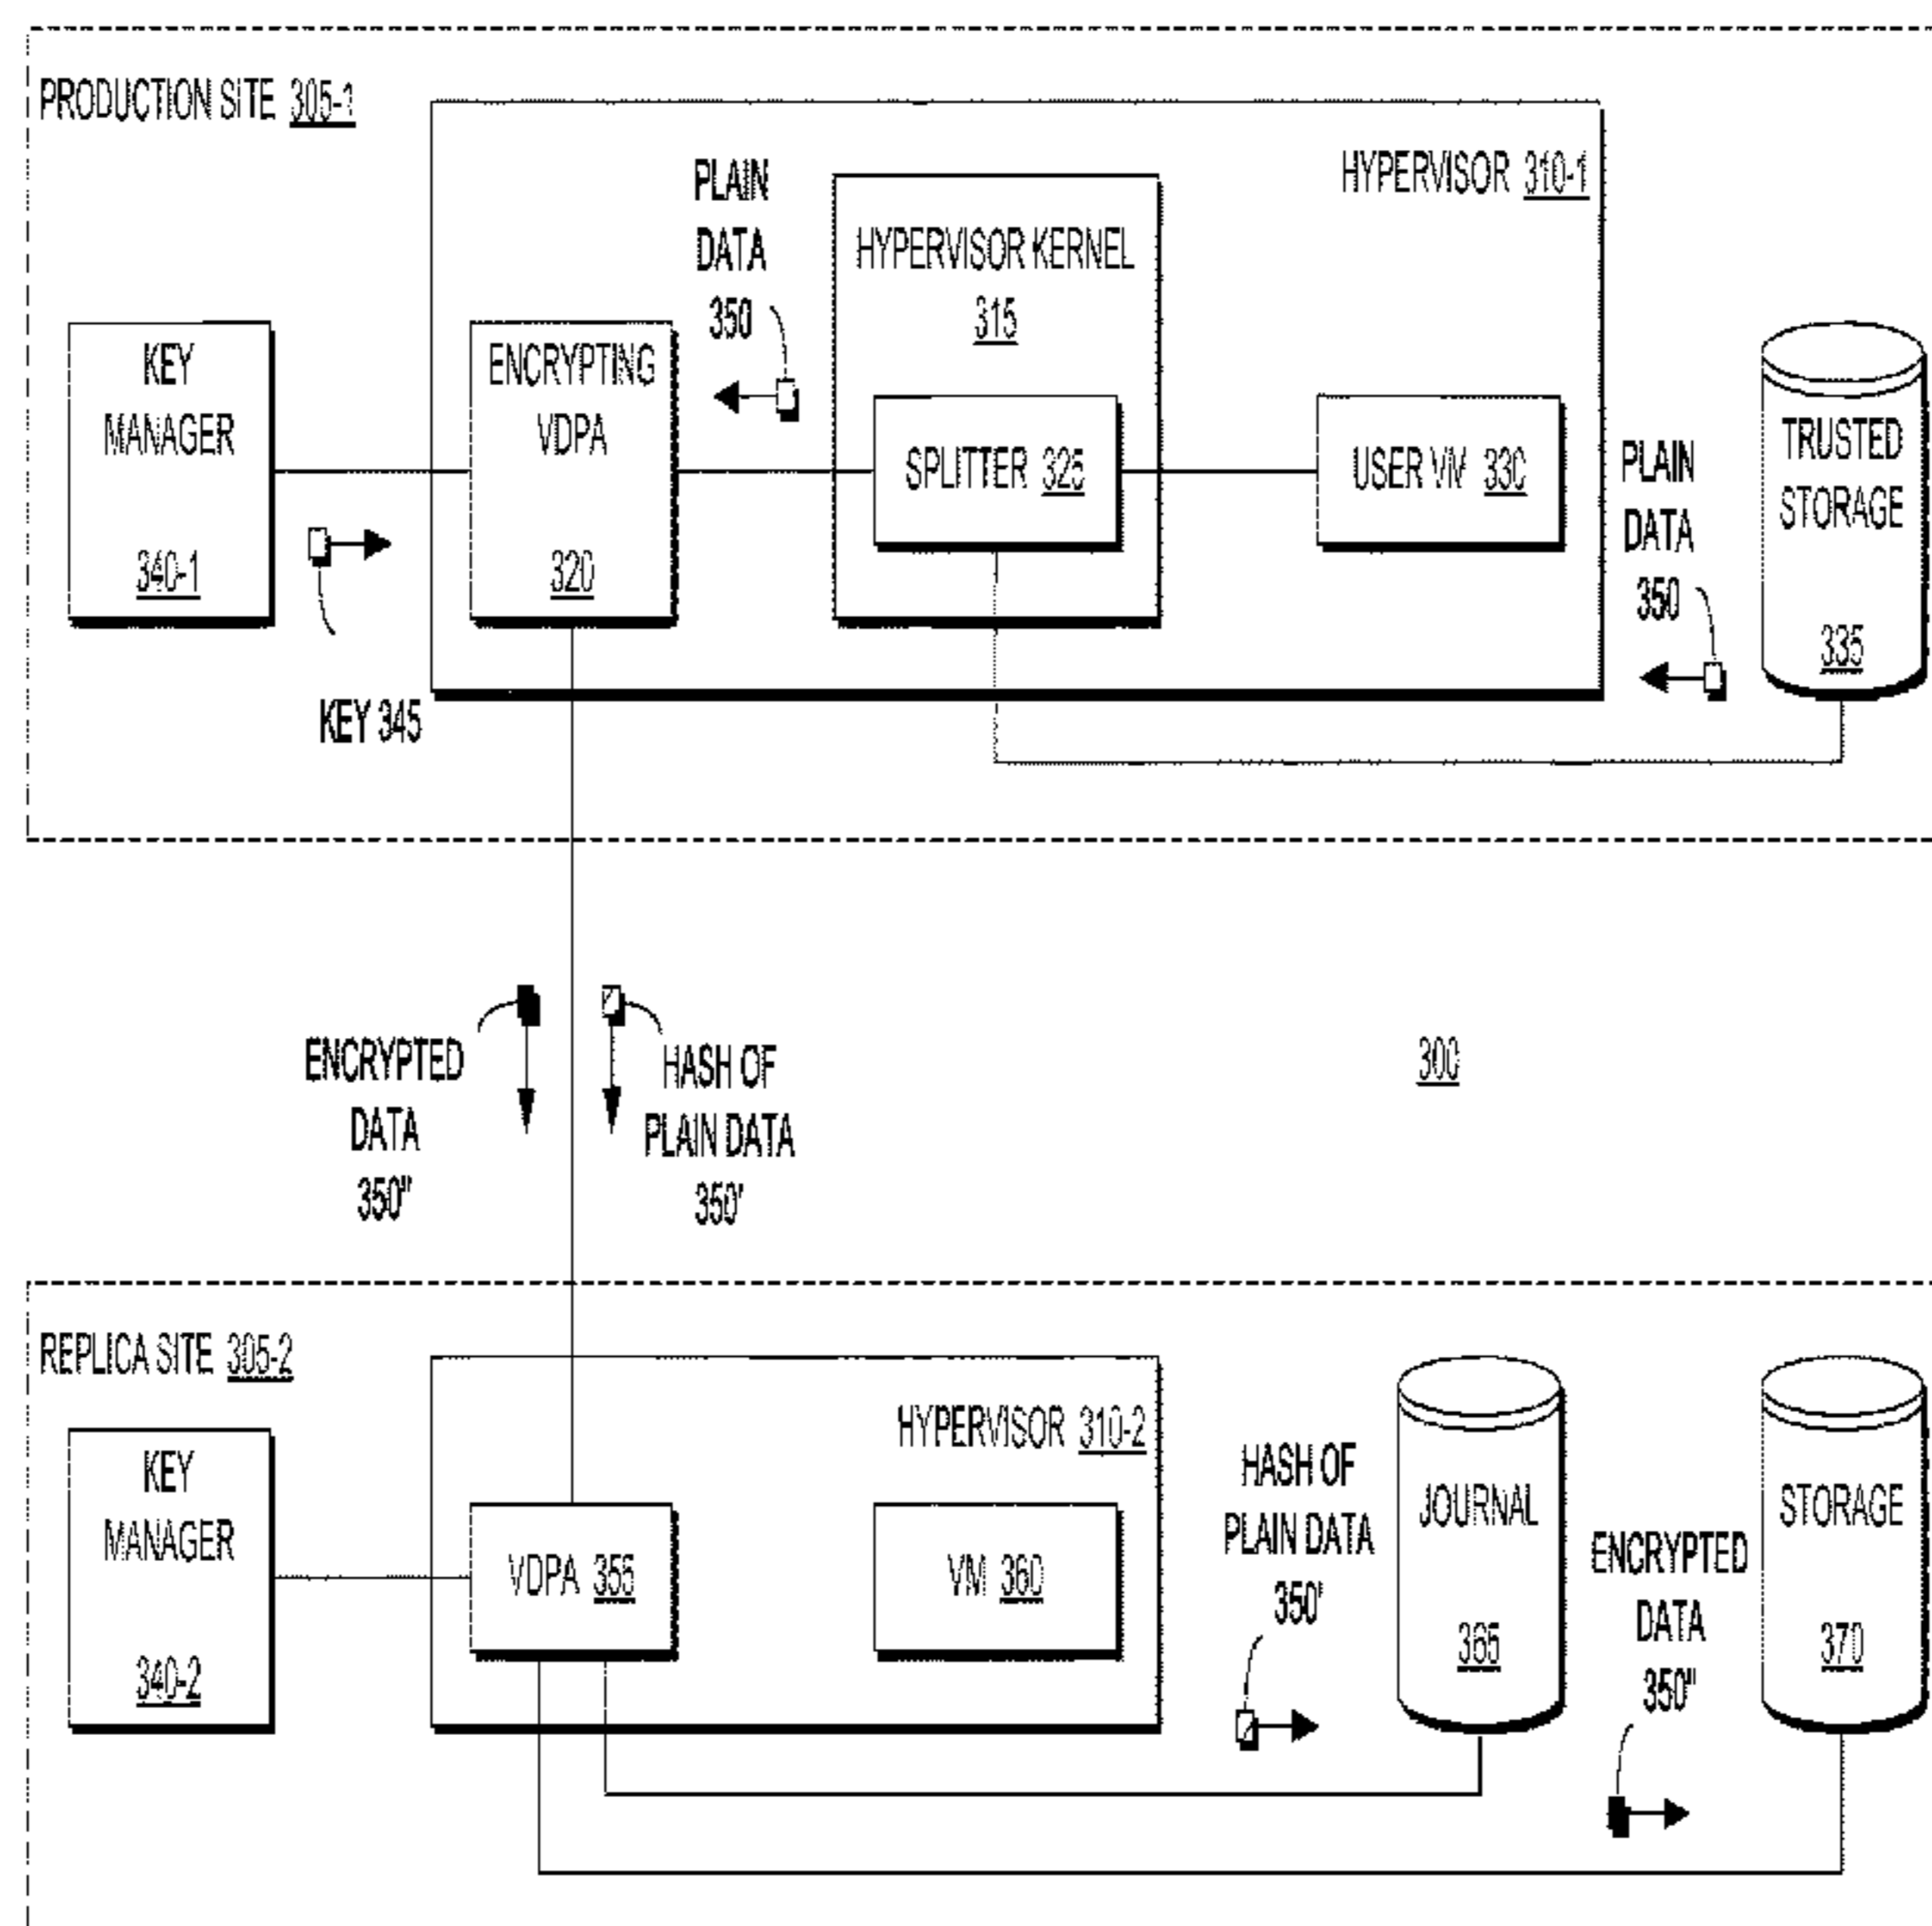 PRODUCTION SITE 305-1
HYPERVISOR 310-1
PLAIN
DATA
350
HYPERVISOR KERNEL
315
KEY
MANAGER
340-1
ENCRYPTING
VDPA
320
SPLITTER 325
USER VM 330
PLAIN
DATA
350
TRUSTED
STORAGE
335
KEY 345
ENCRYPTED
DATA
350"
HASH OF
PLAIN DATA
350'
300
REPLICA SITE 305-2
HYPERVISOR 310-2
KEY
MANAGER
340-2
VDPA 355
VM 360
HASH OF
PLAIN DATA
350'
JOURNAL
365
ENCRYPTED
DATA
350"
STORAGE
370